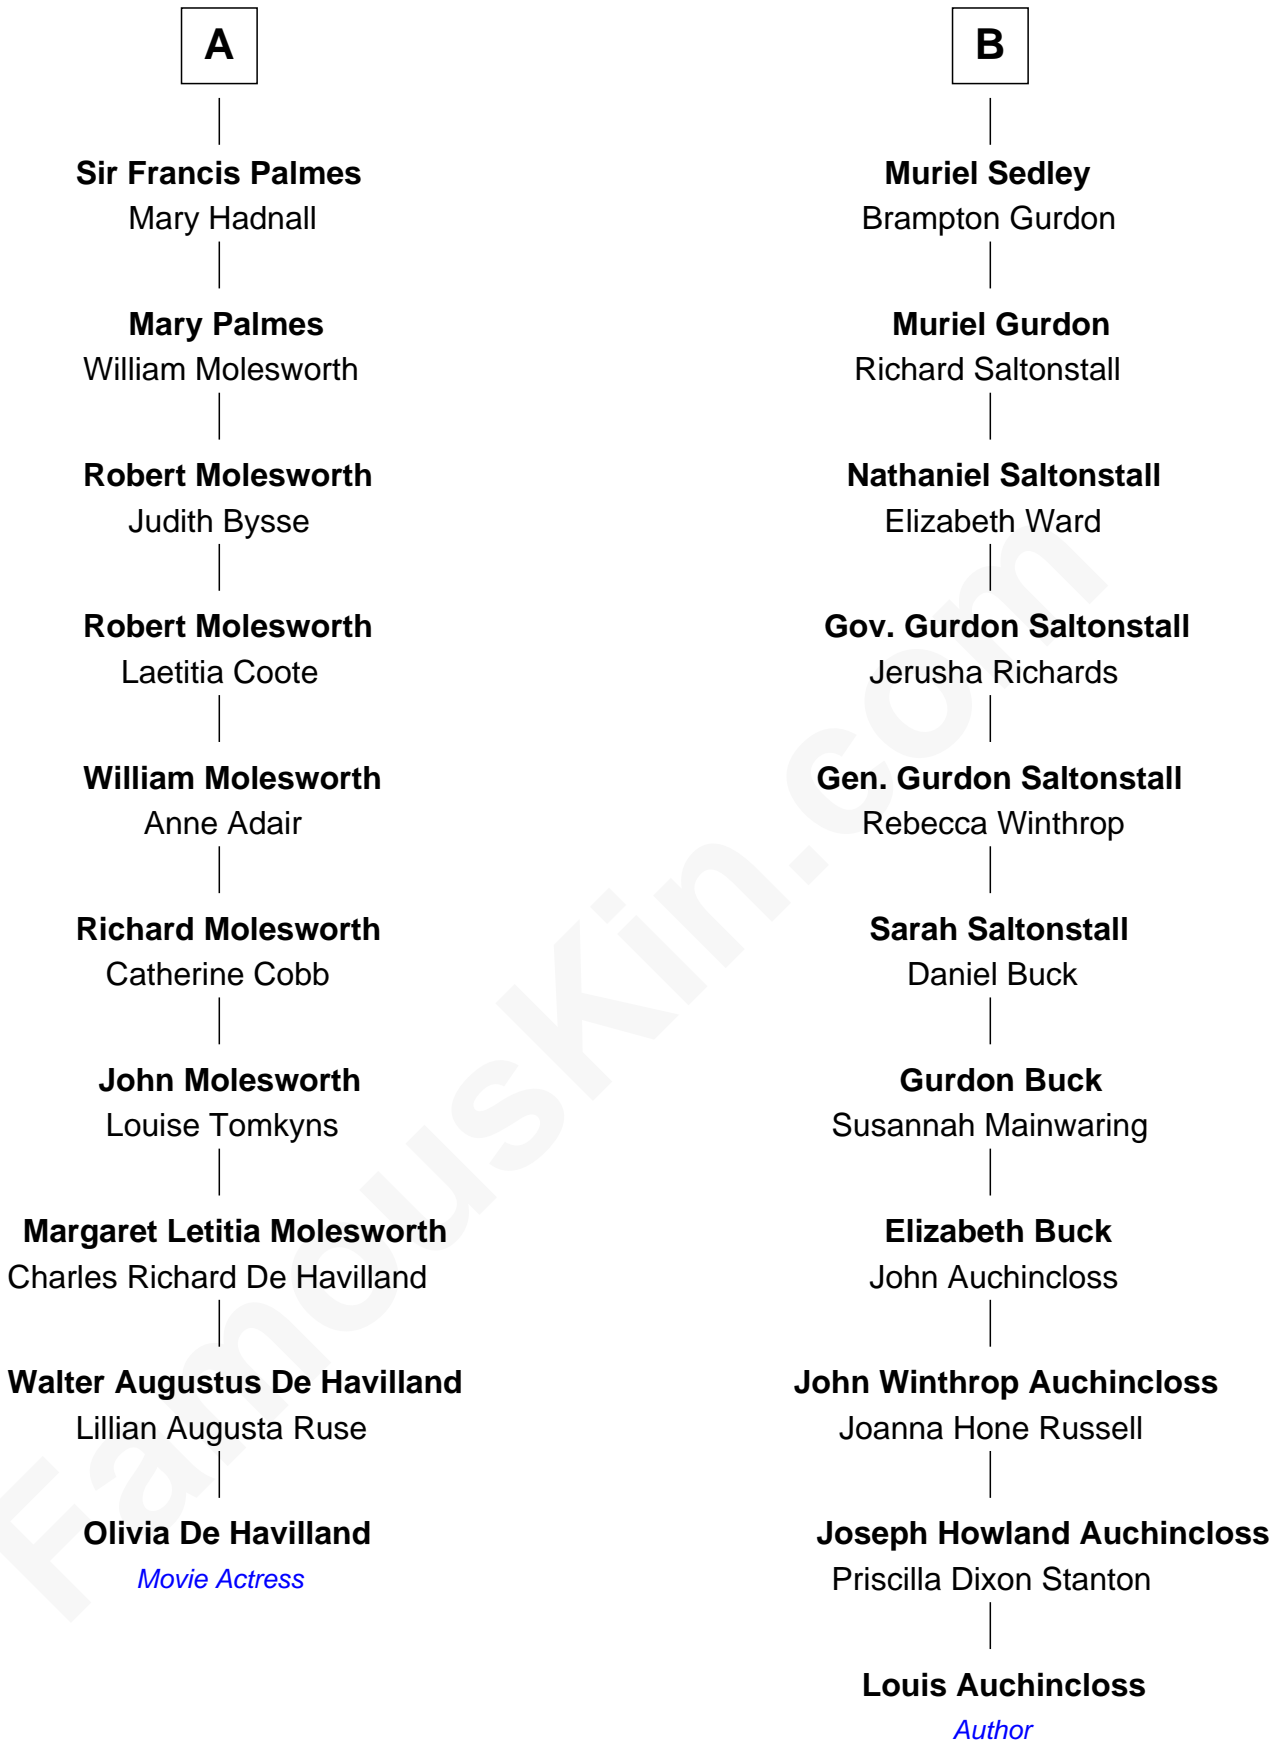 A
Sir Francis Palmes
Mary Hadnall
Mary Palmes
William Molesworth
Robert Molesworth
Judith Bysse
Robert Molesworth
Laetitia Coote
William Molesworth
Anne Adair
Richard Molesworth
Catherine Cobb
John Molesworth
Louise Tomkyns
Margaret Letitia Molesworth
Charles Richard De Havilland
Walter Augustus De Havilland
Lillian Augusta Ruse
Olivia De Havilland
Movie Actress
B
Muriel Sedley
Brampton Gurdon
Muriel Gurdon
Richard Saltonstall
Nathaniel Saltonstall
Elizabeth Ward
Gov. Gurdon Saltonstall
Jerusha Richards
Gen. Gurdon Saltonstall
Rebecca Winthrop
Sarah Saltonstall
Daniel Buck
Gurdon Buck
Susannah Mainwaring
Elizabeth Buck
John Auchincloss
John Winthrop Auchincloss
Joanna Hone Russell
Joseph Howland Auchincloss
Priscilla Dixon Stanton
Louis Auchincloss
Author
FamousKin.com